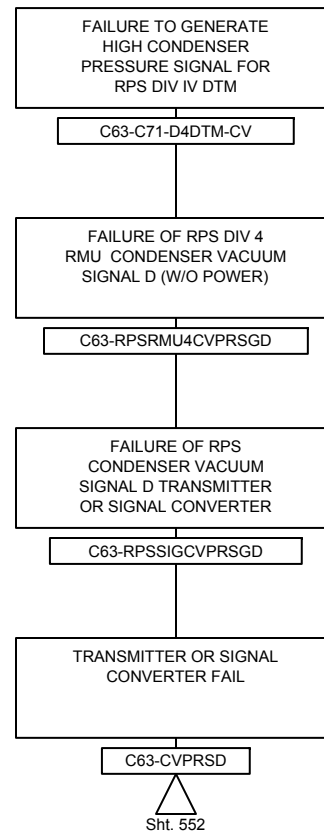 FAILURE TO GENERATE
HIGH CONDENSER
PRESSURE SIGNAL FOR
RPS DIV IV DTM
C63-C71-D4DTM-CV
FAILURE OF RPS DIV 4
RMU CONDENSER VACUUM
SIGNAL D (W/O POWER)
C63-RPSRMU4CVPRSGD
FAILURE OF RPS
CONDENSER VACUUM
SIGNAL D TRANSMITTER
OR SIGNAL CONVERTER
C63-RPSSIGCVPRSGD
TRANSMITTER OR SIGNAL
CONVERTER FAIL
C63-CVPRSD
Sht. 552